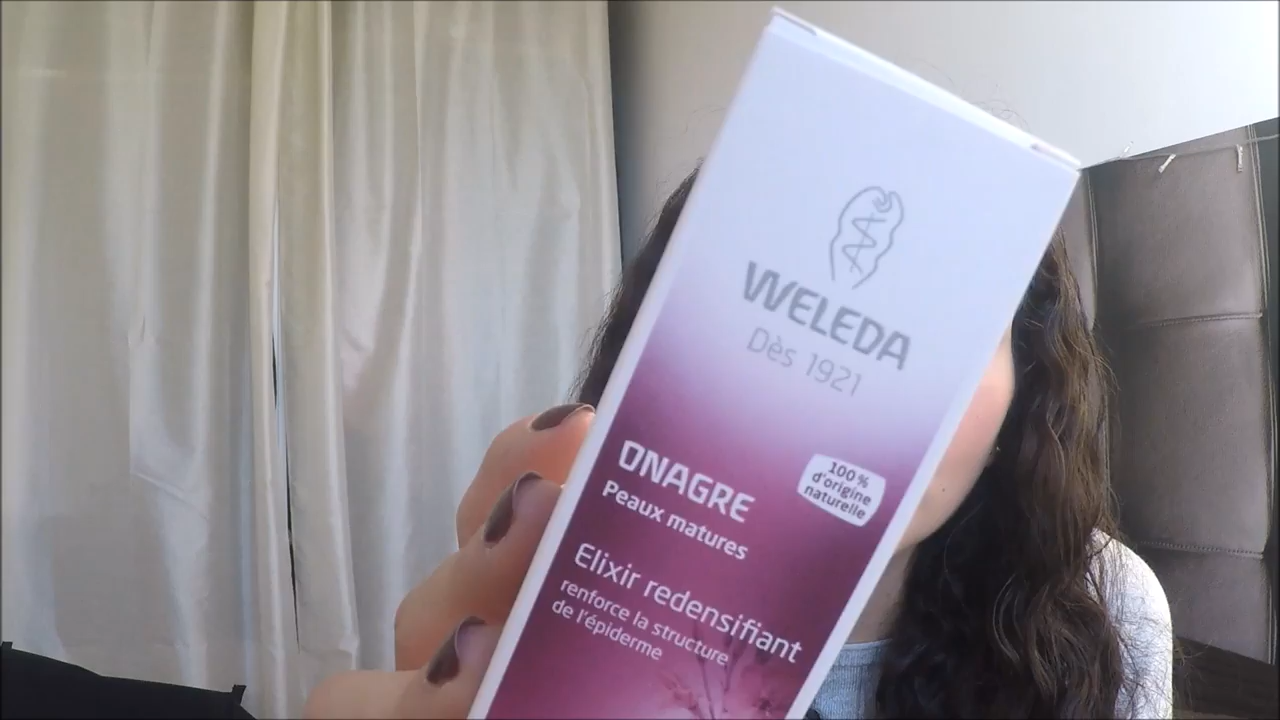 WELEDA
Dès 1921
ONAGRE
Peaux matures
100 %
d'origine
naturelle
Elixir redensifiant
renforce la structure
de l'épiderme